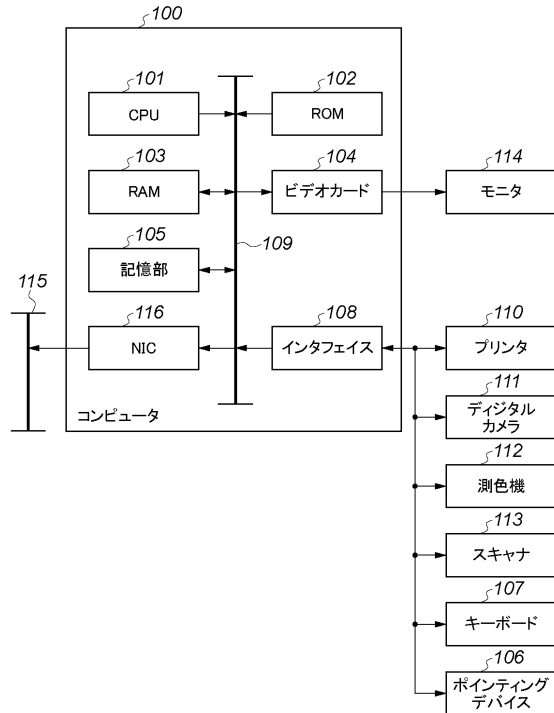 100
101
CPU
102
ROM
103
RAM
104
ビデオカード
114
モニタ
105
記憶部
109
115
116
NIC
108
インタフェイス
110
プリンタ
コンピュータ
111
ディジタル
カメラ
112
測色機
113
スキャナ
107
キーボード
106
ポインティング
デバイス